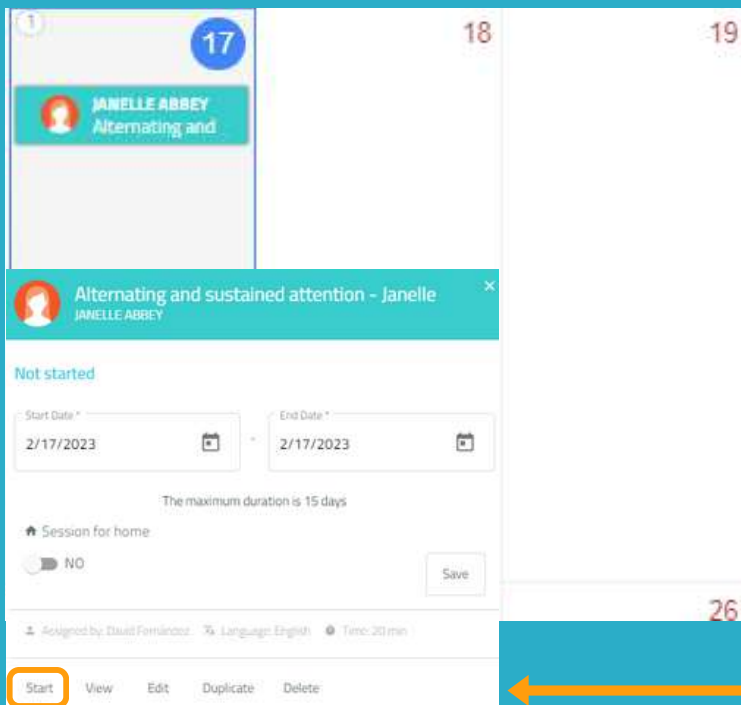 1
17
18
19
JANELLE ABBEY
Alternating and
Alternating and sustained attention - Janelle
×
JANELLE ABBEY
Not started
Start Date *
End Date *
2/17/2023
-
2/17/2023
The maximum duration is 15 days
Session for home
NO
Save
26
Assigned by: David Fernandez Language: English Time: 20 min
Start View Edit Duplicate Delete